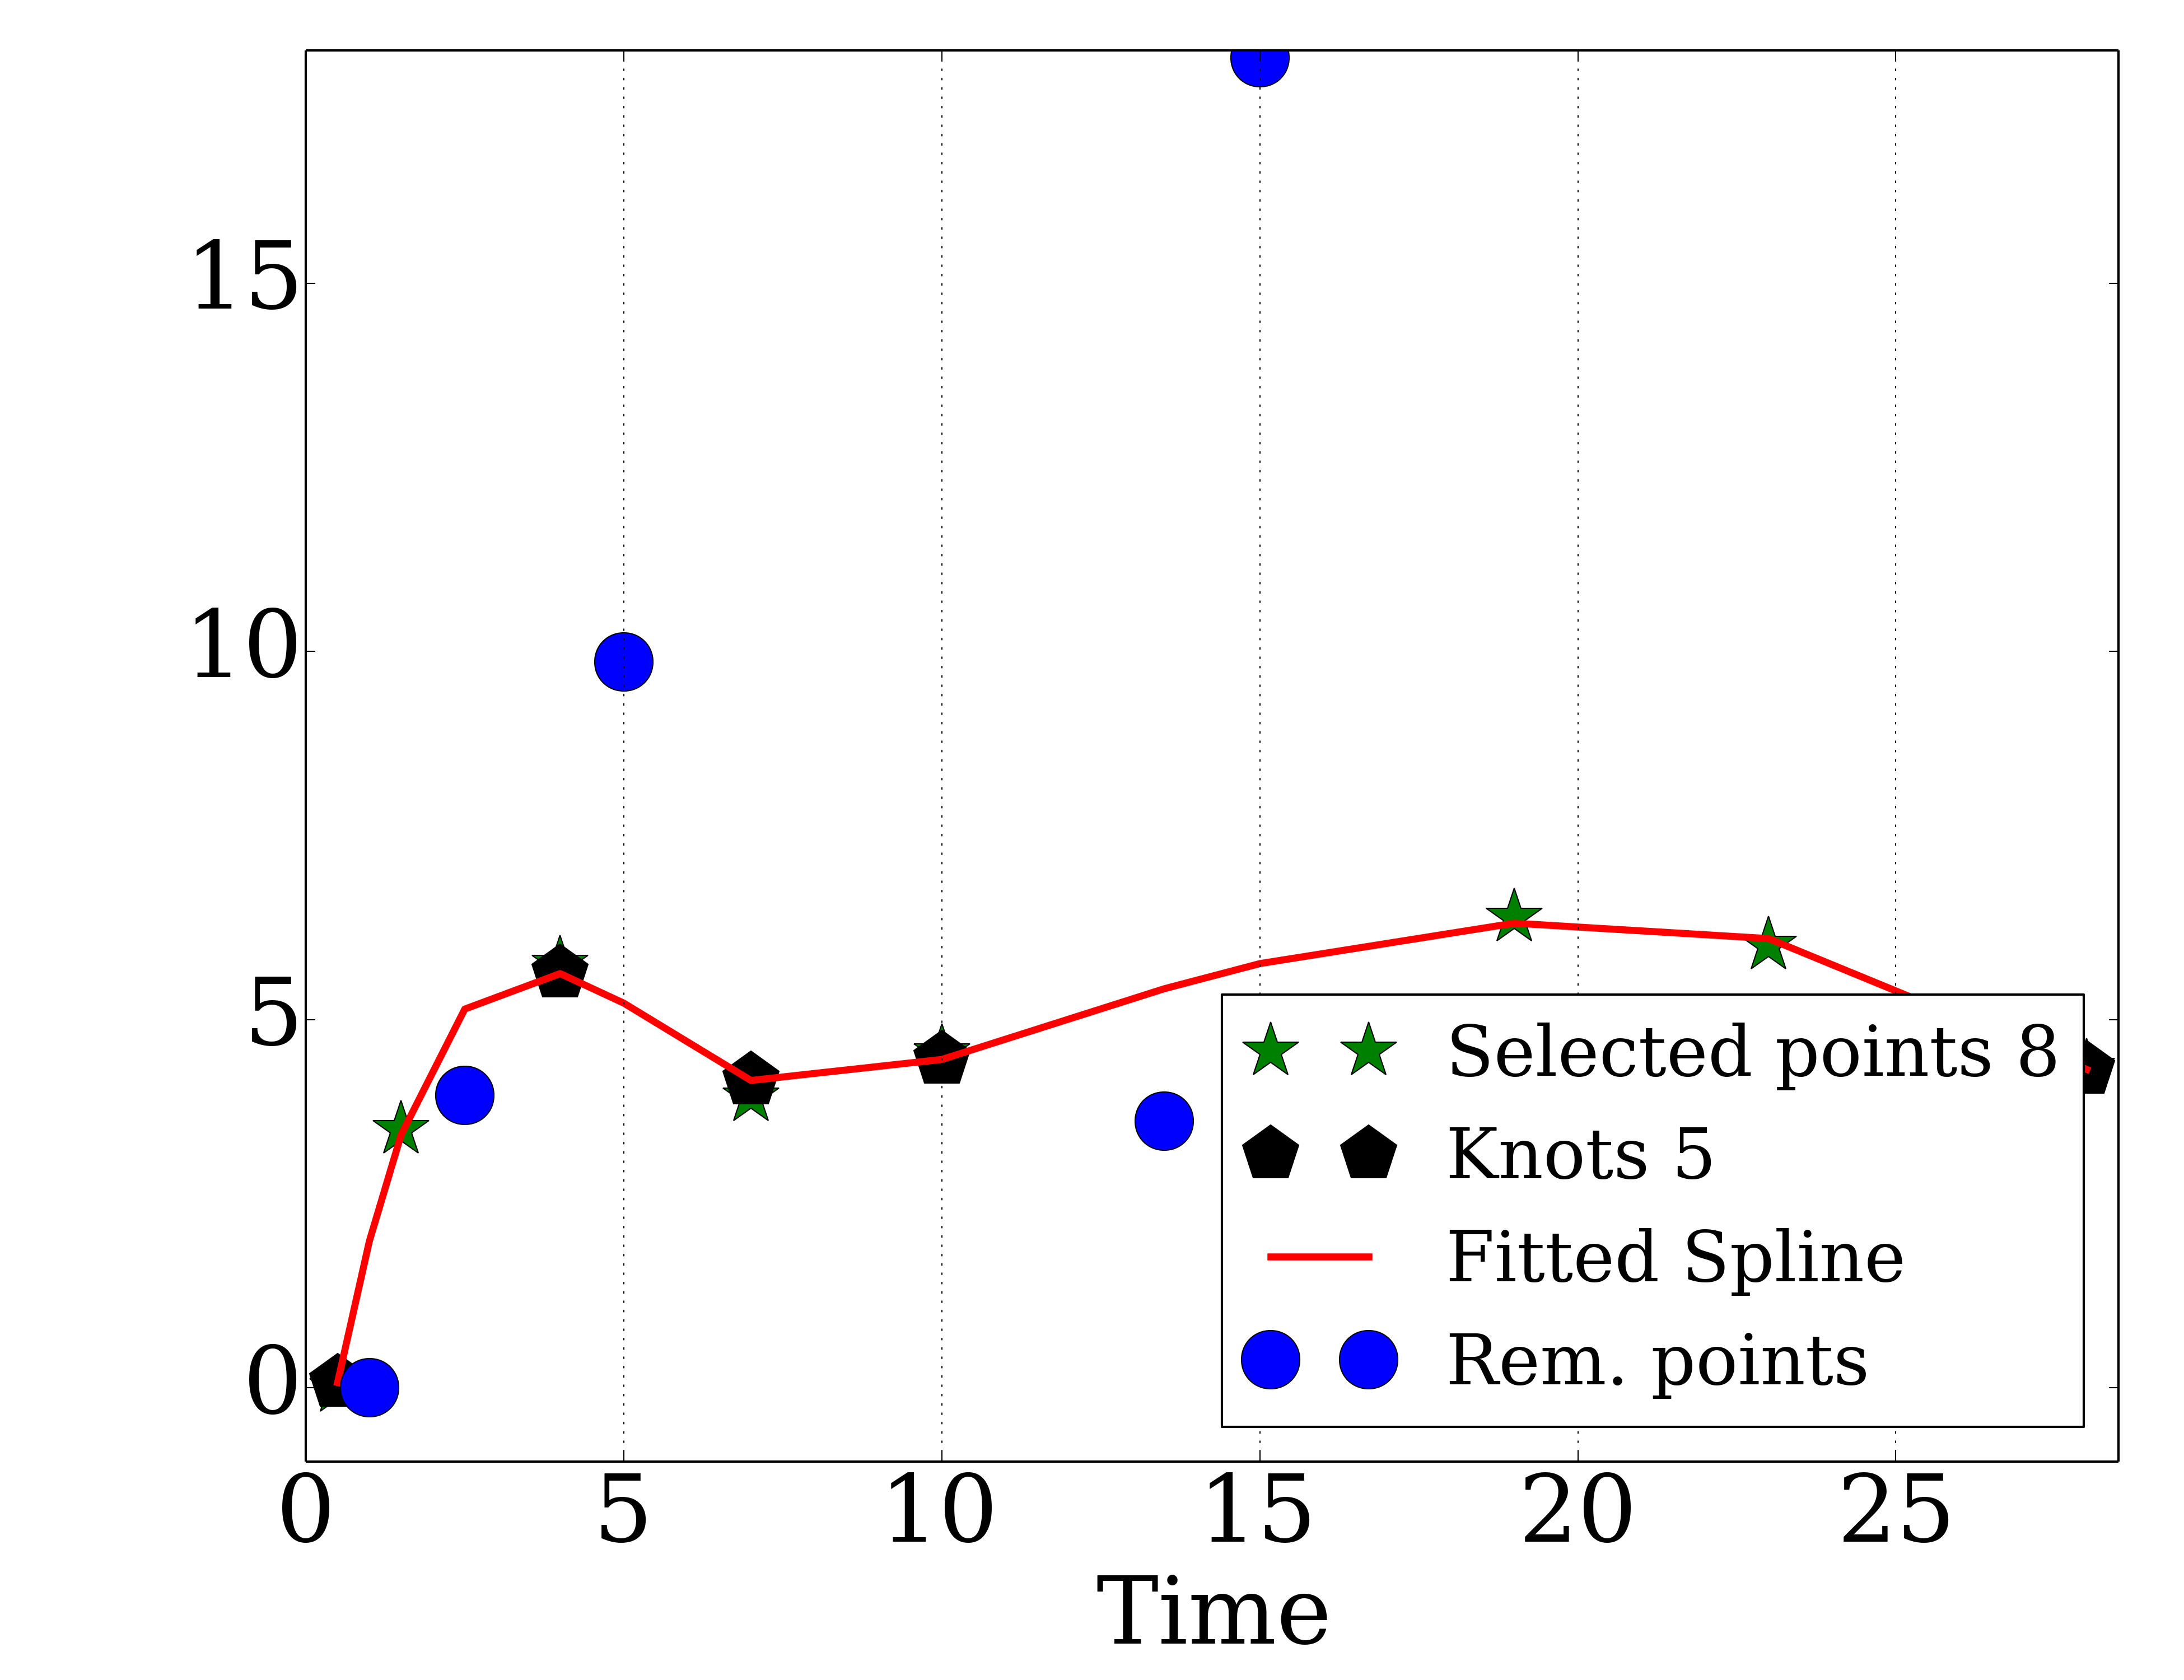 15
10
5
0
Selected points 8
Knots 5
Fitted Spline
Rem. points
0 5 10 15 20 25
Time